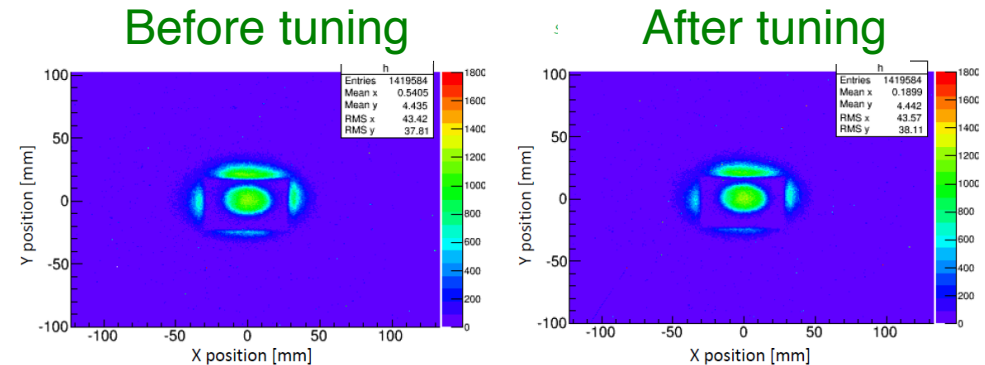 Before tuning
h
Entries 1419584
Mean x 0.5405
Mean y 4.435
RMS x 43.42
RMS y 37.81
100
50
0
-50
-100
-100 -50 0 50 100
1600
1400
1200
1000
800
600
400
200
0
Y position [mm]
X position [mm]
After tuning
h
Entries 1419584
Mean x 0.1899
Mean y 4.442
RMS x 43.57
RMS y 38.11
100
50
0
-50
-100
-100 -50 0 50 100
1600
1400
1200
1000
800
600
400
200
0
Y position [mm]
X position [mm]